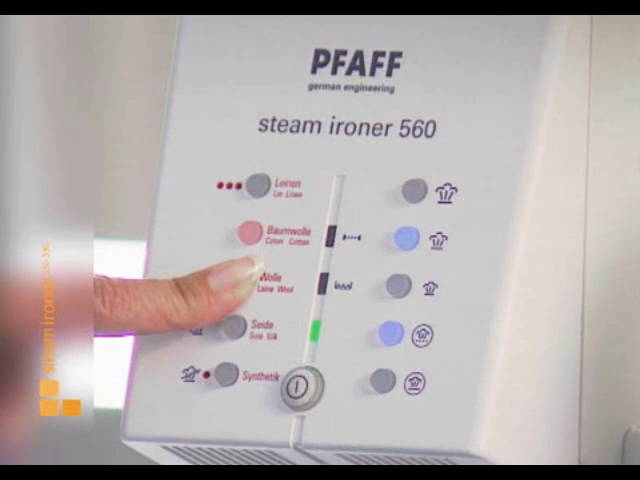 PFAFF
german engineering
steam ironer 560
Leinen
Lin Linen
Baumwolle
Coton Cotton
Wolle
Laine Wool
Seide
Soie Silk
Synthetik
steam ironer